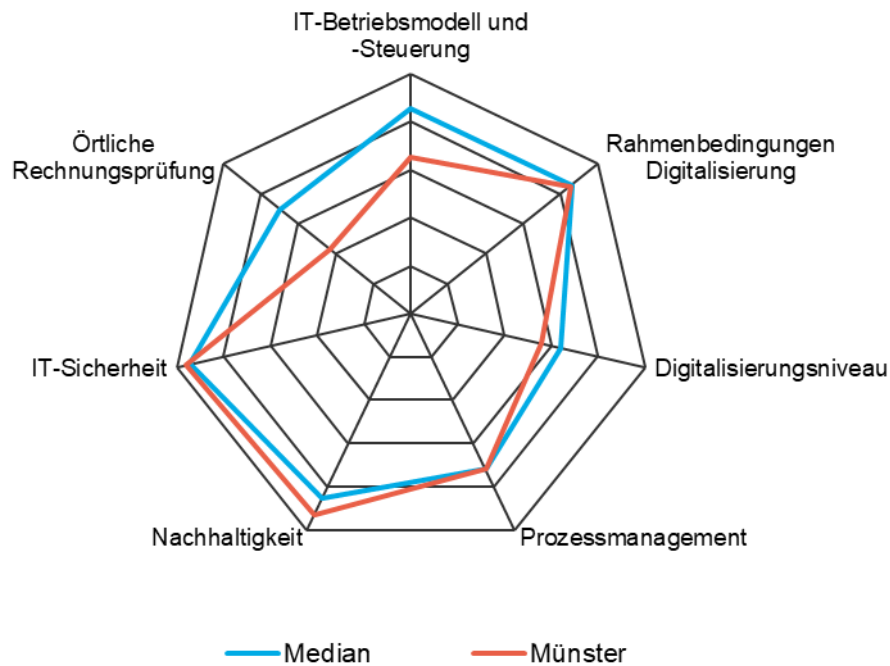 IT-Betriebsmodell und
-Steuerung
Örtliche
Rechnungsprüfung
Rahmenbedingungen
Digitalisierung
IT-Sicherheit
Digitalisierungsniveau
Nachhaltigkeit
Prozessmanagement
Median
Münster